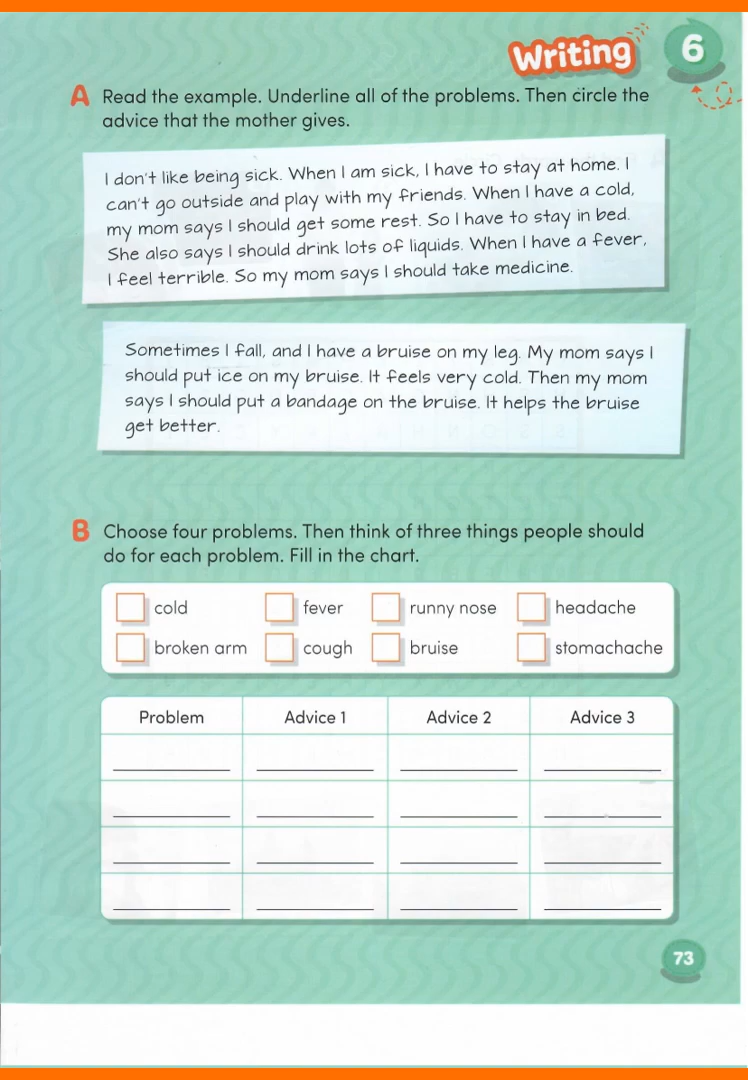 Writing 6
A Read the example. Underline all of the problems. Then circle the
advice that the mother gives.
I don't like being sick. When I am sick, I have to stay at home. I
can't go outside and play with my friends. When I have a cold,
my mom says I should get some rest. So I have to stay in bed.
She also says I should drink lots of liquids. When I have a fever,
I feel terrible. So my mom says I should take medicine.
Sometimes I fall, and I have a bruise on my leg. My mom says I
should put ice on my bruise. It feels very cold. Then my mom
says I should put a bandage on the bruise. It helps the bruise
get better.
B Choose four problems. Then think of three things people should
do for each problem. Fill in the chart.
cold fever runny nose headache
broken arm cough bruise stomachache
Problem Advice 1 Advice 2 Advice 3
73